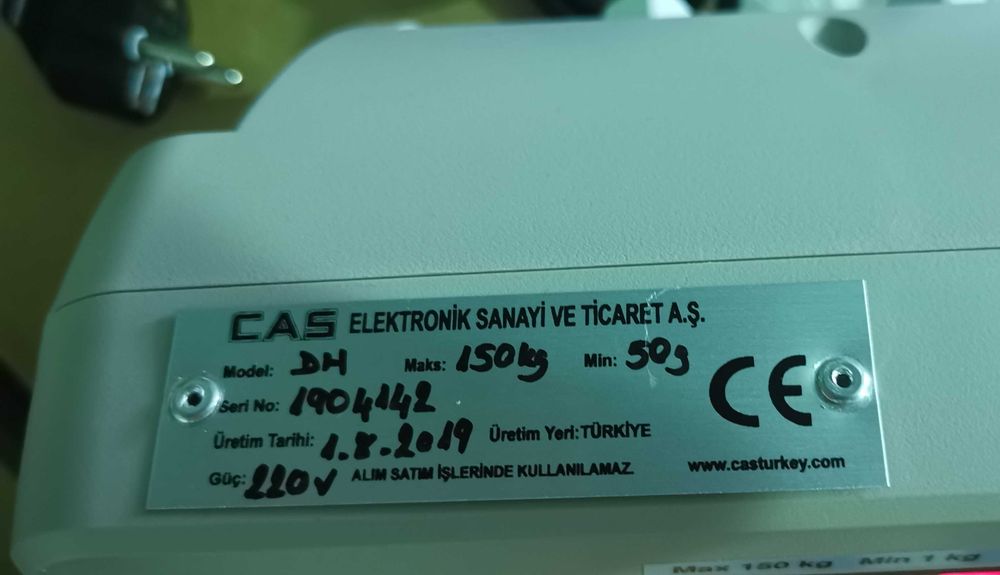 CAS ELEKTRONİK SANAYİ VE TİCARET A.Ş.
Model: DH Maks: 150kg Min: 50g
Seri No: 1904142
Üretim Tarihi: 1.8.2019 Üretim Yeri: TÜRKİYE
Güç: 220V ALIM SATIM İŞLERİNDE KULLANILAMAZ
CE
www.casturkey.com
Max 150 kg Min 1 kg